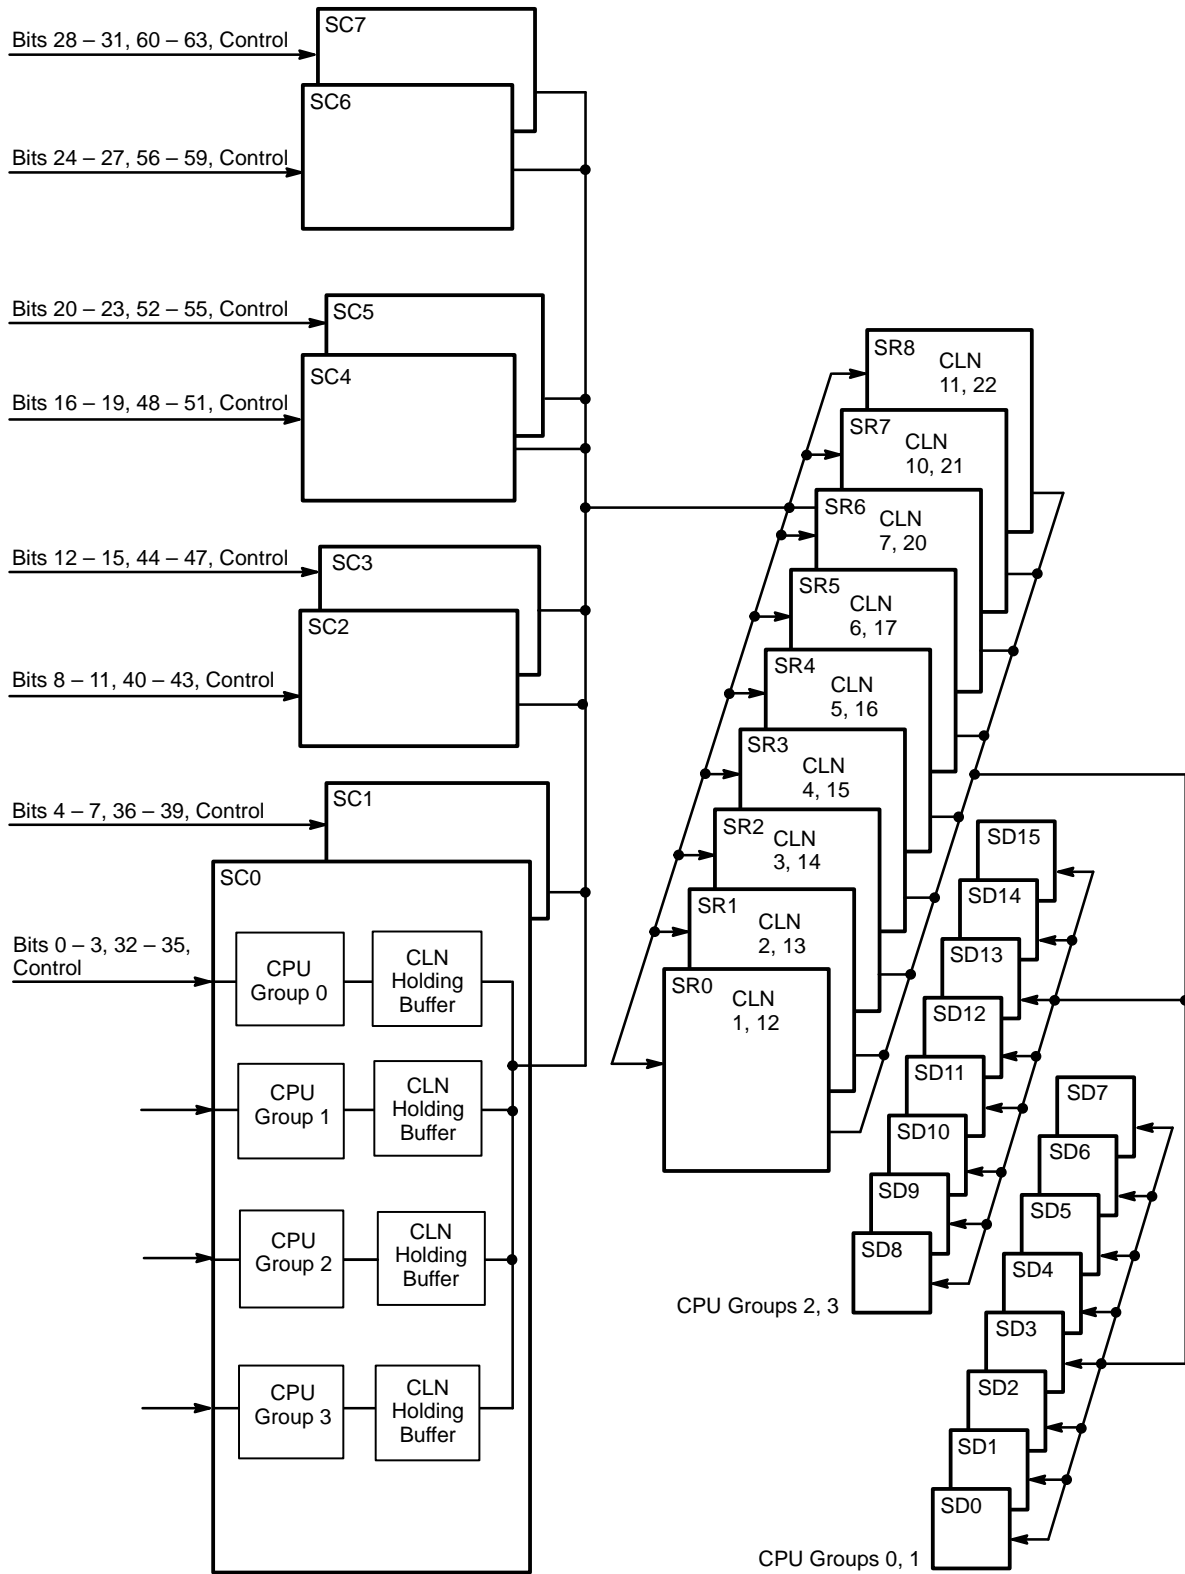 SC7
Bits 28 – 31, 60 – 63, Control
SC6
Bits 24 – 27, 56 – 59, Control
SC5
Bits 20 – 23, 52 – 55, Control
SC4
Bits 16 – 19, 48 – 51, Control
SC3
Bits 12 – 15, 44 – 47, Control
SC2
Bits 8 – 11, 40 – 43, Control
SC1
Bits 4 – 7, 36 – 39, Control
SC0
Bits 0 – 3, 32 – 35,
Control
CPU
Group 0
CLN
Holding
Buffer
CPU
Group 1
CLN
Holding
Buffer
CPU
Group 2
CLN
Holding
Buffer
CPU
Group 3
CLN
Holding
Buffer
SR8
CLN
11, 22
SR7
CLN
10, 21
SR6
CLN
7, 20
SR5
CLN
6, 17
SR4
CLN
5, 16
SR3
CLN
4, 15
SR2
CLN
3, 14
SR1
CLN
2, 13
SR0
CLN
1, 12
SD15
SD14
SD13
SD12
SD11
SD10
SD9
SD8
CPU Groups 2, 3
SD7
SD6
SD5
SD4
SD3
SD2
SD1
SD0
CPU Groups 0, 1